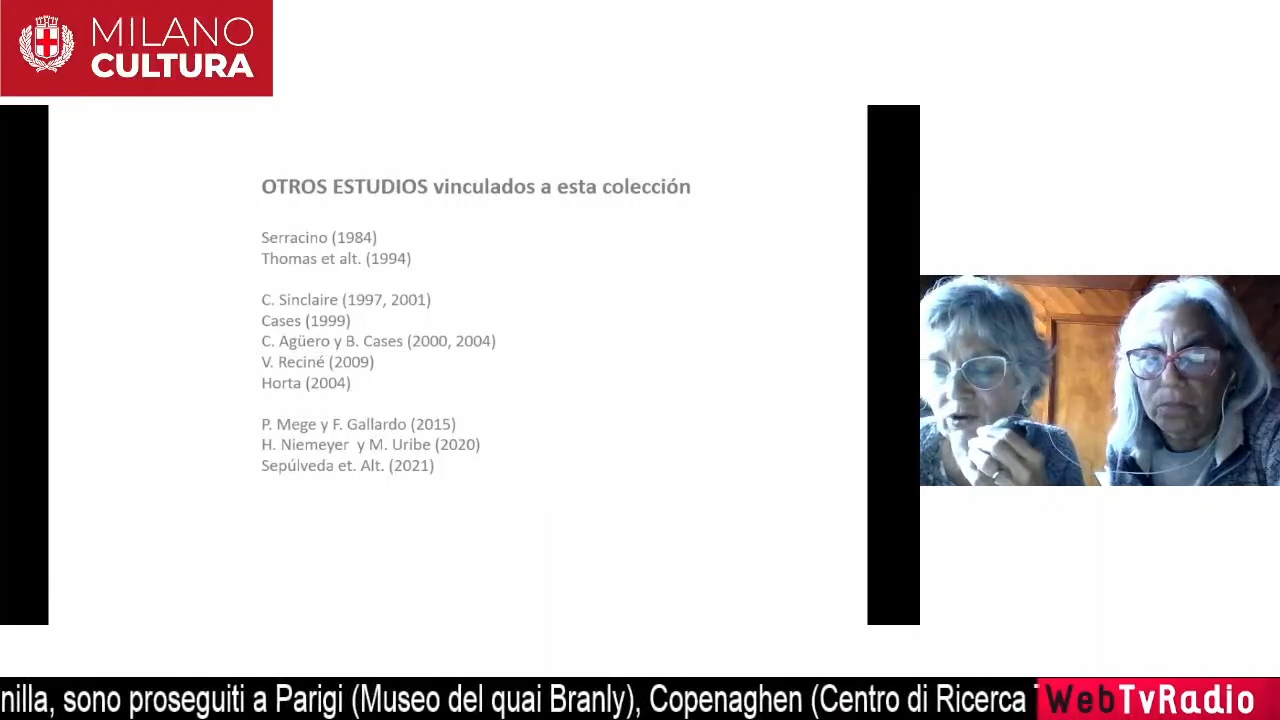 MILANO
CULTURA
OTROS ESTUDIOS vinculados a esta colección
Serracino (1984)
Thomas et alt. (1994)
C. Sinclaire (1997, 2001)
Cases (1999)
C. Agüero y B. Cases (2000, 2004)
V. Reciné (2009)
Horta (2004)
P. Mege y F. Gallardo (2015)
H. Niemeyer y M. Uribe (2020)
Sepúlveda et. Alt. (2021)
nilla, sono proseguiti a Parigi (Museo del quai Branly), Copenaghen (Centro di Ricerca
WebTvRadio